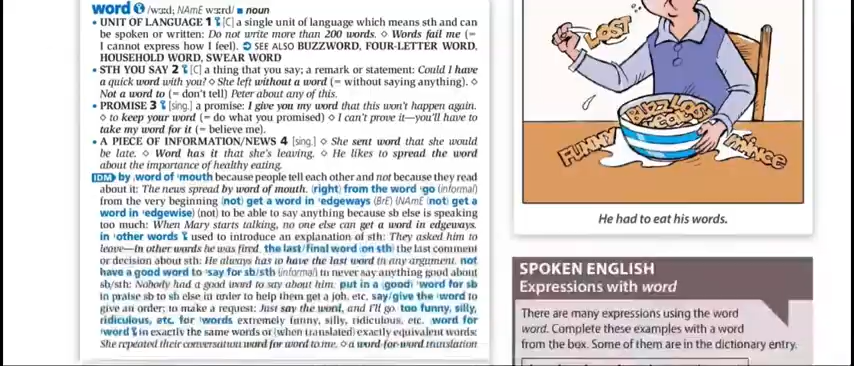 word /wɜːd; NAmE wɜːrd/ ■ noun
• UNIT OF LANGUAGE 1 [C] a single unit of language which means sth and can
be spoken or written: Do not write more than 200 words. ◇ Words fail me (=
I cannot express how I feel). ➲ SEE ALSO BUZZWORD, FOUR-LETTER WORD,
HOUSEHOLD WORD, SWEAR WORD
• STH YOU SAY 2 [C] a thing that you say; a remark or statement: Could I have
a quick word with you? ◇ She left without a word (= without saying anything). ◇
Not a word to (= don't tell) Peter about any of this.
• PROMISE 3 [sing.] a promise: I give you my word that this won't happen again.
◇ to keep your word (= do what you promised) ◇ I can't prove it—you'll have to
take my word for it (= believe me).
• A PIECE OF INFORMATION/NEWS 4 [sing.] ◇ She sent word that she would
be late. ◇ Word has it that she's leaving. ◇ He likes to spread the word
about the importance of healthy eating.
IDM by ˌword of ˈmouth because people tell each other and not because they read
about it: The news spread by word of mouth. (right) from the word ˈgo (informal)
from the very beginning (not) get a word in ˈedgeways (BrE) (NAmE (not) get a
word in ˈedgewise) (not) to be able to say anything because sb else is speaking
too much: When Mary starts talking, no one else can get a word in edgeways.
in ˈother words used to introduce an explanation of sth: They asked him to
leave—in other words he was fired. the last/final word (on sth) the last comment
or decision about sth: He always has to have the last word in any argument. not
have a good word to ˈsay for sb/sth (informal) to never say anything good about
sb/sth: Nobody had a good word to say about him. put in a (good) ˈword for sb
to praise sb to sb else in order to help them get a job, etc. say/give the ˈword to
give an order; to make a request: Just say the word, and I'll go. too funny, silly,
ridiculous, etc. for ˈwords extremely funny, silly, ridiculous, etc. ˌword for
ˈword in exactly the same words or (when translated) exactly equivalent words:
She repeated their conversation word for word to me. ◇ a word-for-word translation
LOST
BUZZ LOST
FUNNY
MINCE
He had to eat his words.
SPOKEN ENGLISH
Expressions with word
There are many expressions using the word
word. Complete these examples with a word
from the box. Some of them are in the dictionary entry.